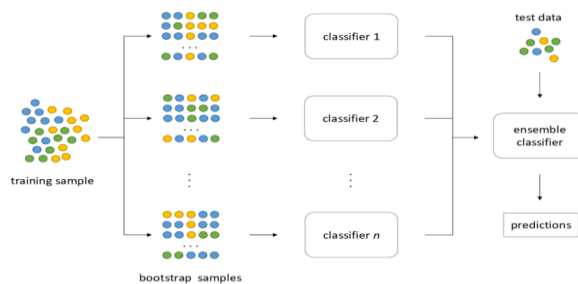 test data
classifier 1
. . .
classifier 2
. . .
ensemble
classifier
training sample
. . .
. . .
predictions
classifier n
. . .
bootstrap samples